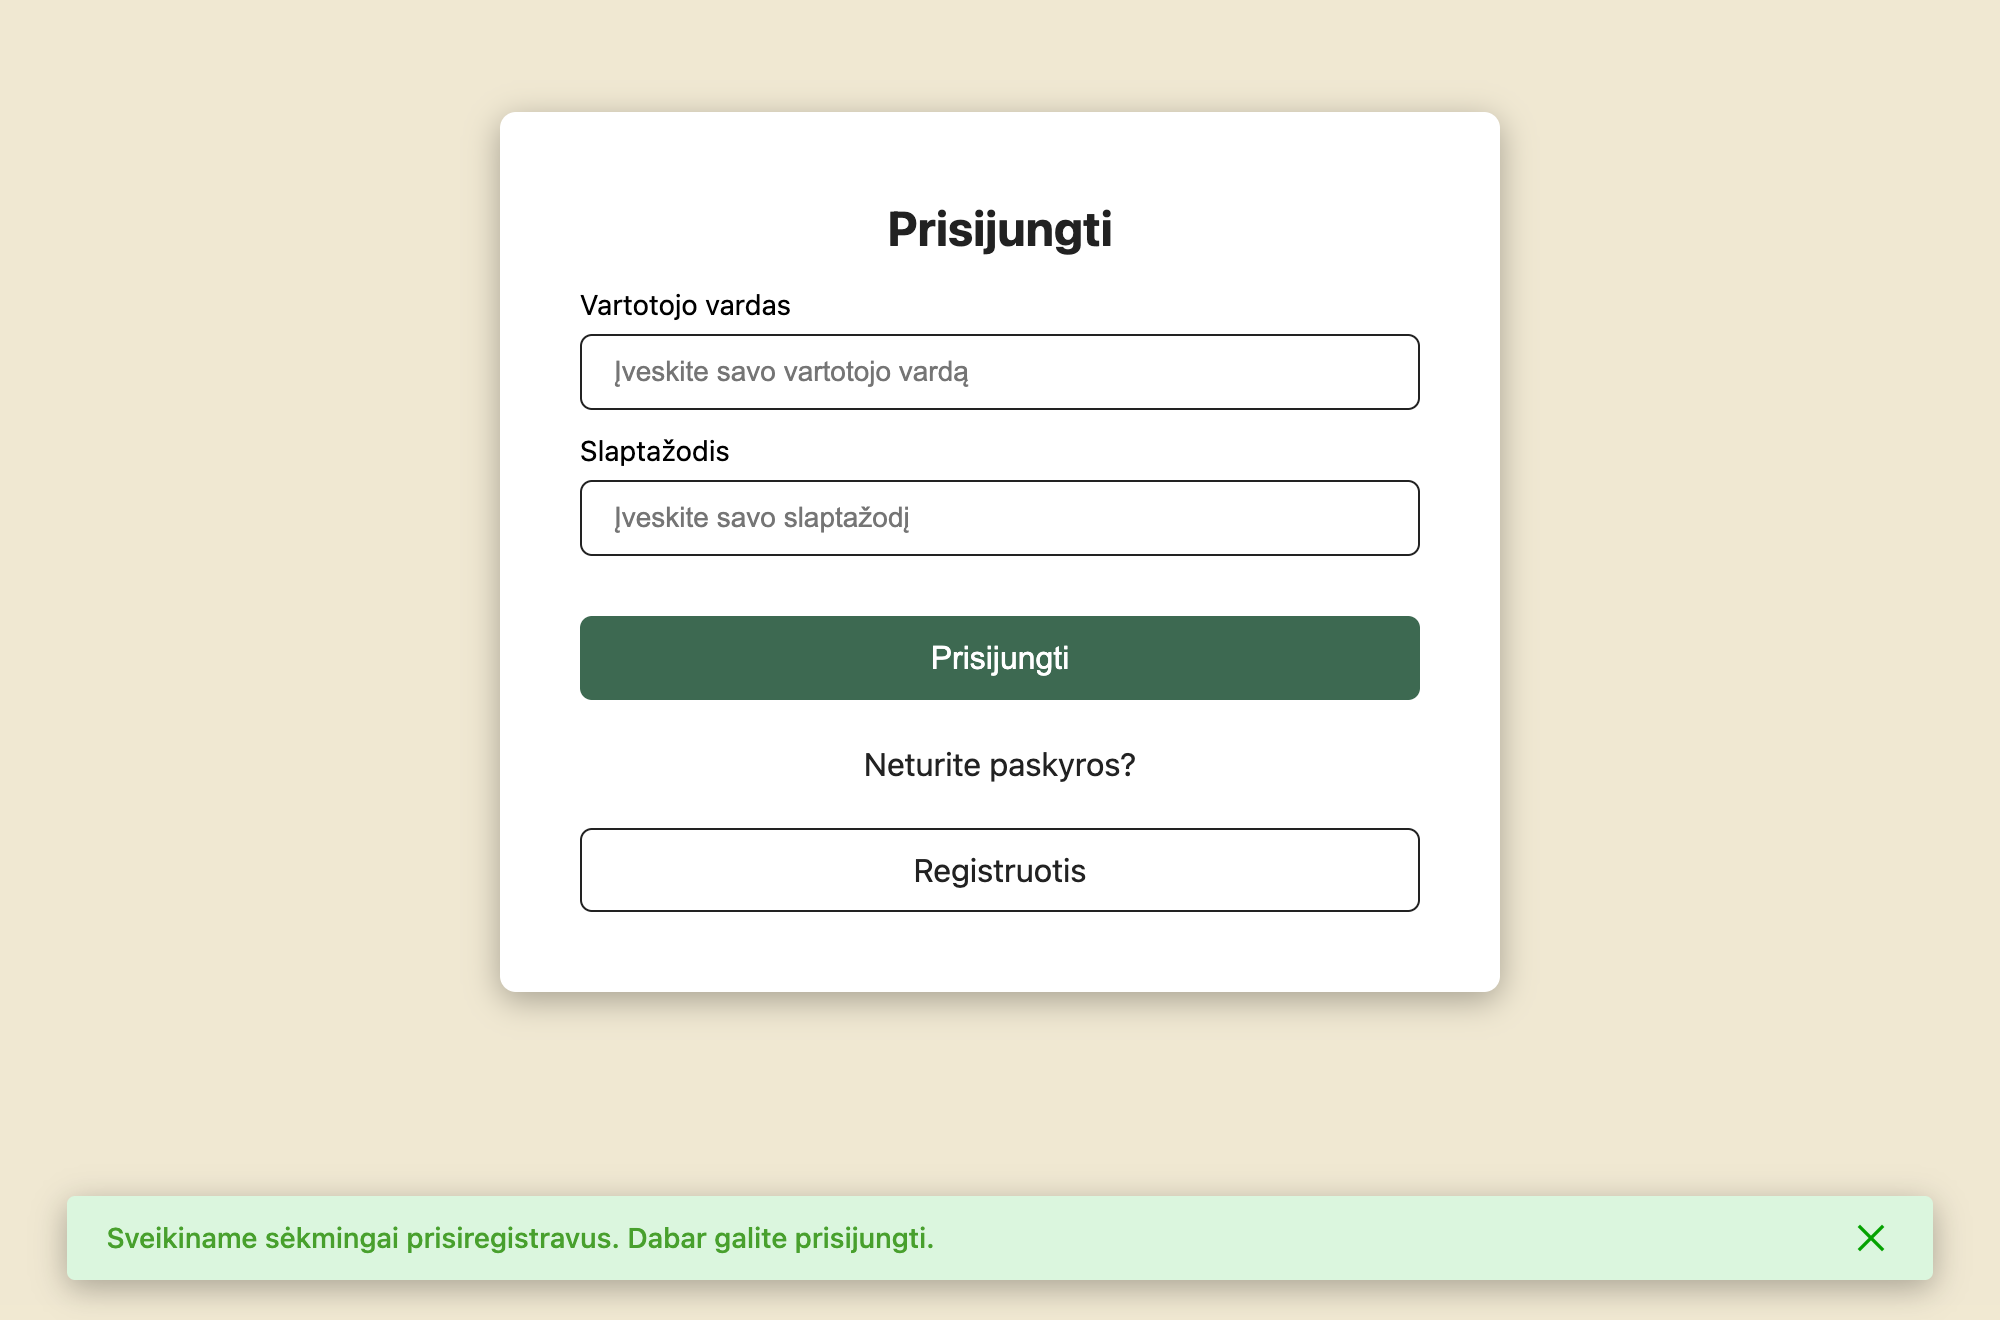 Prisijungti
Vartotojo vardas
Įveskite savo vartotojo vardą
Slaptažodis
Įveskite savo slaptažodį
Prisijungti
Neturite paskyros?
Registruotis
Sveikiname sėkmingai prisiregistravus. Dabar galite prisijungti.